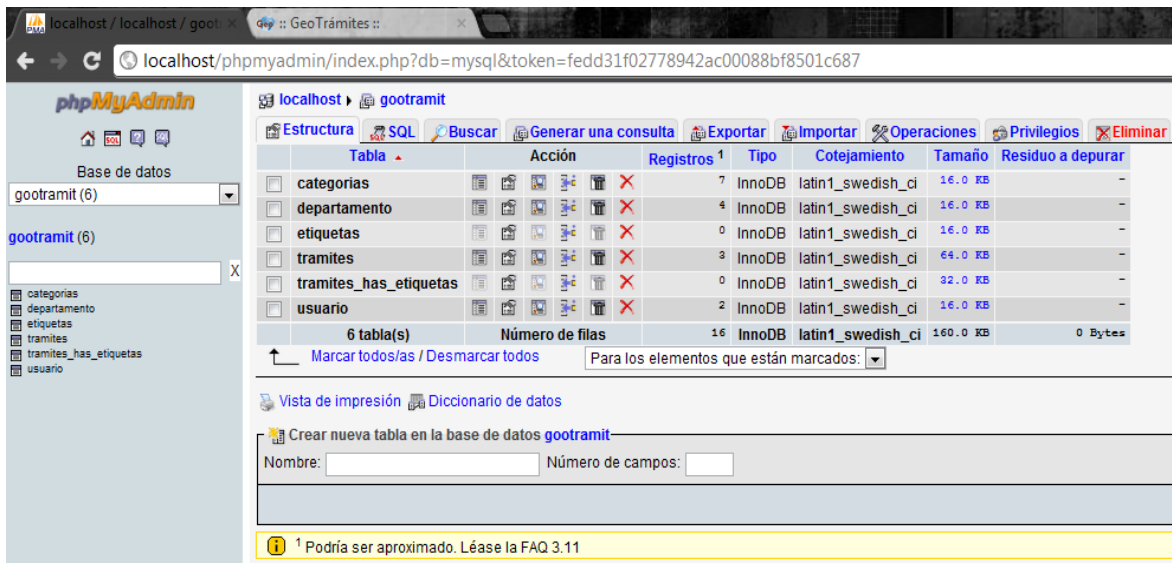 localhost / localhost / goot
Gop :: GeoTrámites ::
localhost/phpmyadmin/index.php?db=mysql&token=fedd31f02778942ac00088bf8501c687
phpMyAdmin
Base de datos
gootramit (6)
gootramit (6)
X
categorias
departamento
etiquetas
tramites
tramites_has_etiquetas
usuario
localhost ▸ gootramit
Estructura SQL Buscar Generar una consulta Exportar Importar Operaciones Privilegios Eliminar
Tabla Acción Registros 1 Tipo Cotejamiento Tamaño Residuo a depurar
categorias 7 InnoDB latin1_swedish_ci 16.0 KB -
departamento 4 InnoDB latin1_swedish_ci 16.0 KB -
etiquetas 0 InnoDB latin1_swedish_ci 16.0 KB -
tramites 3 InnoDB latin1_swedish_ci 64.0 KB -
tramites_has_etiquetas 0 InnoDB latin1_swedish_ci 32.0 KB -
usuario 2 InnoDB latin1_swedish_ci 16.0 KB -
6 tabla(s) Número de filas 16 InnoDB latin1_swedish_ci 160.0 KB 0 Bytes
Marcar todos/as / Desmarcar todos Para los elementos que están marcados:
Vista de impresión Diccionario de datos
Crear nueva tabla en la base de datos gootramit
Nombre: Número de campos:
1 Podría ser aproximado. Léase la FAQ 3.11